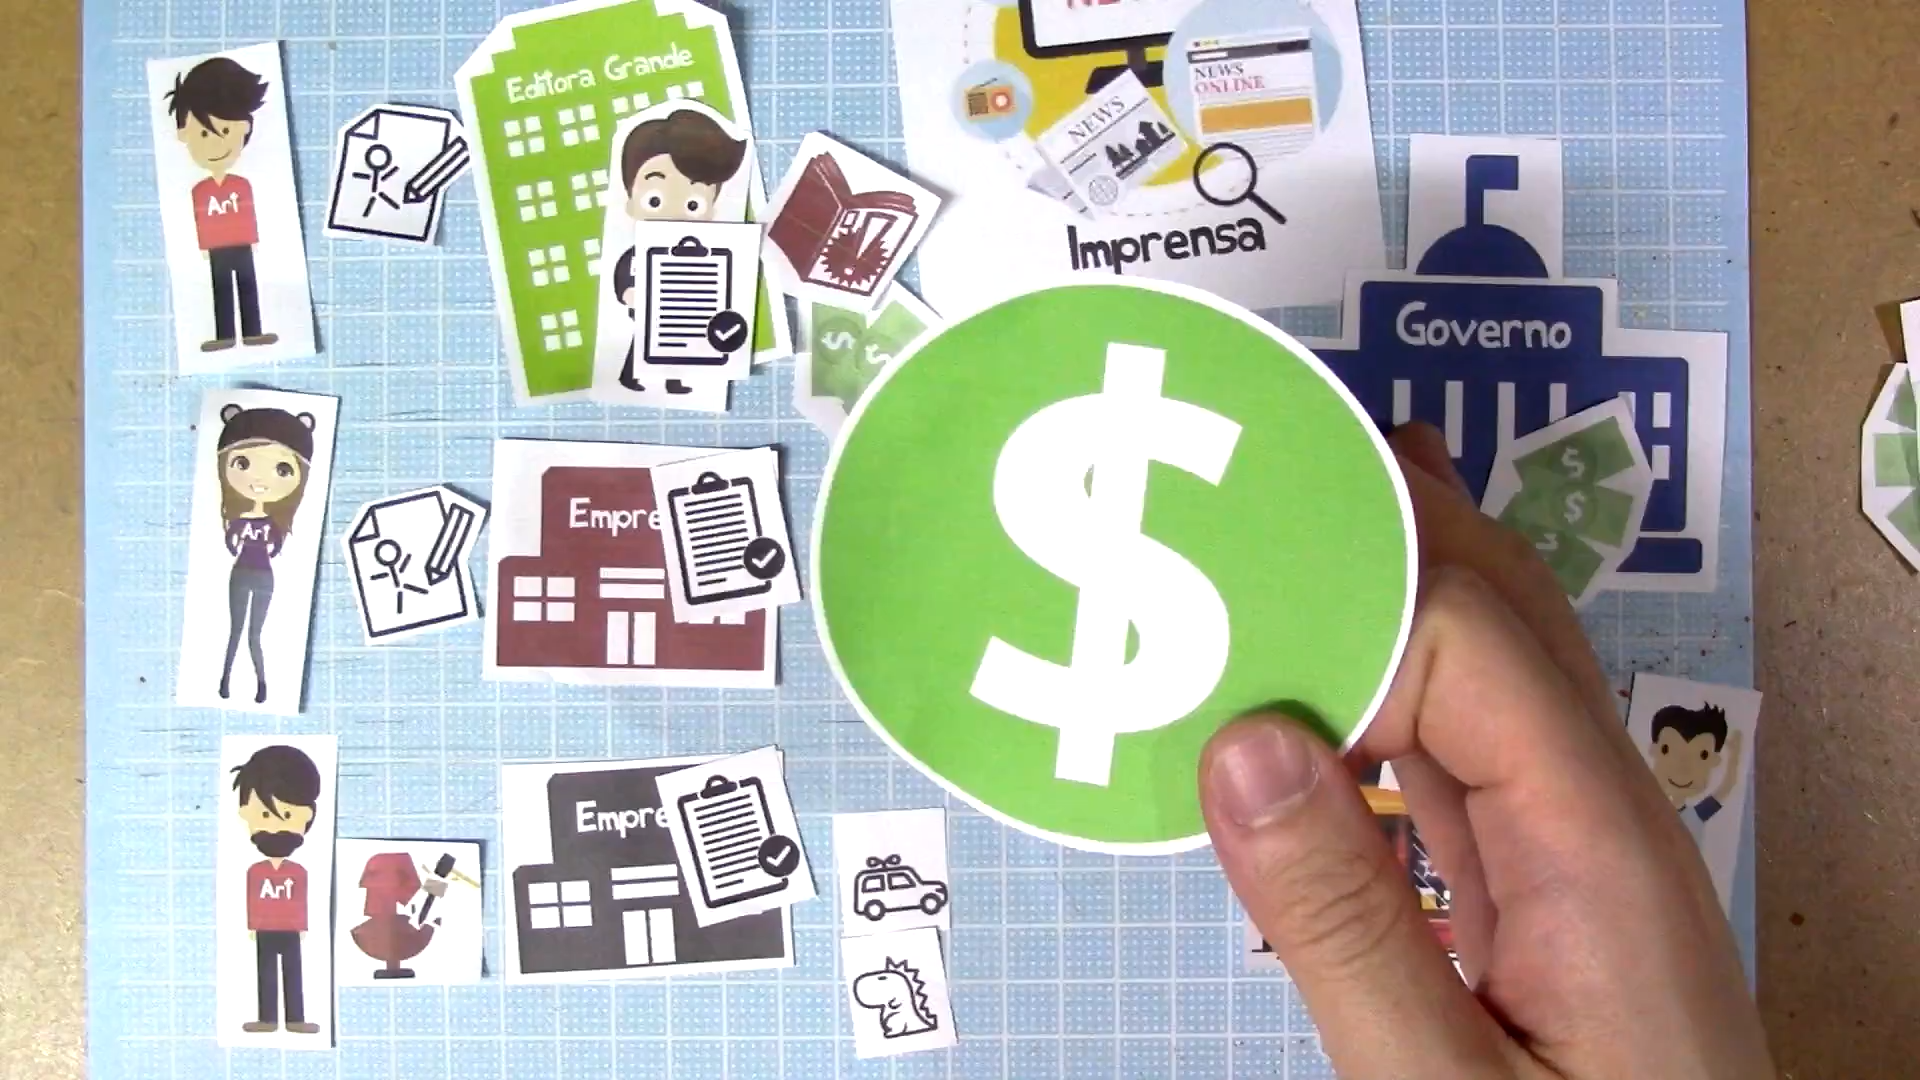 Editora Grande
Art
NEWS
NEWS
ONLINE
Imprensa
Governo
$
$
$
$
$
Art
Empre
Empre
Art